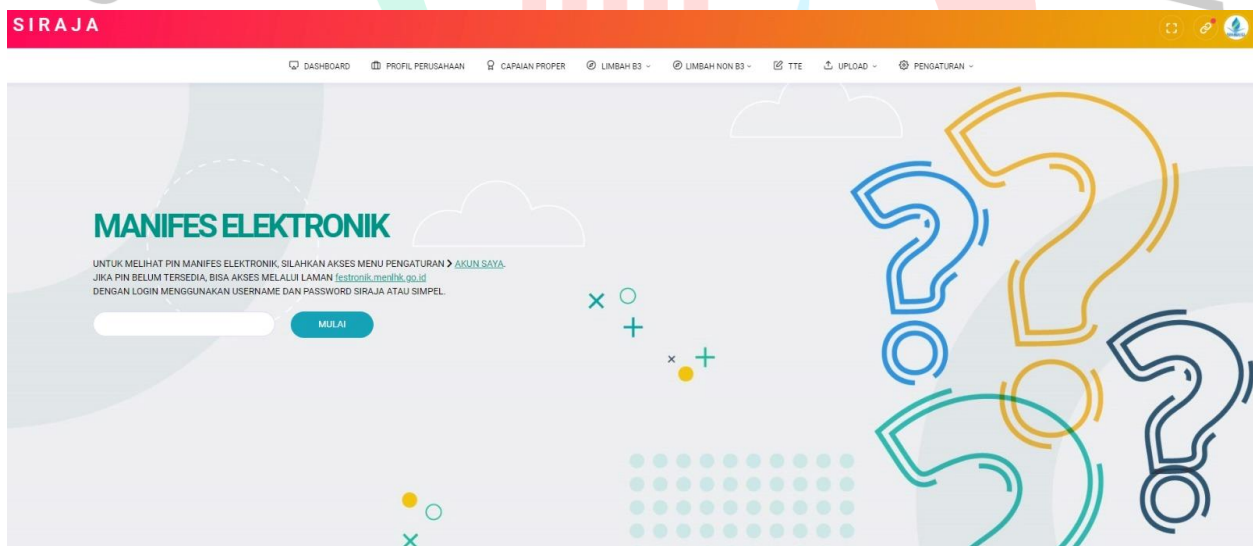 SIRAJA
DASHBOARD PROFIL PERUSAHAAN CAPAIAN PROPER LIMBAH B3 LIMBAH NON B3 TTE UPLOAD PENGATURAN
MANIFES ELEKTRONIK
UNTUK MELIHAT PIN MANIFES ELEKTRONIK, SILAHKAN AKSES MENU PENGATURAN > AKUN SAYA.
JIKA PIN BELUM TERSEDIA, BISA AKSES MELALUI LAMAN festronik.menlhk.go.id
DENGAN LOGIN MENGGUNAKAN USERNAME DAN PASSWORD SIRAJA ATAU SIMPEL.
MULAI